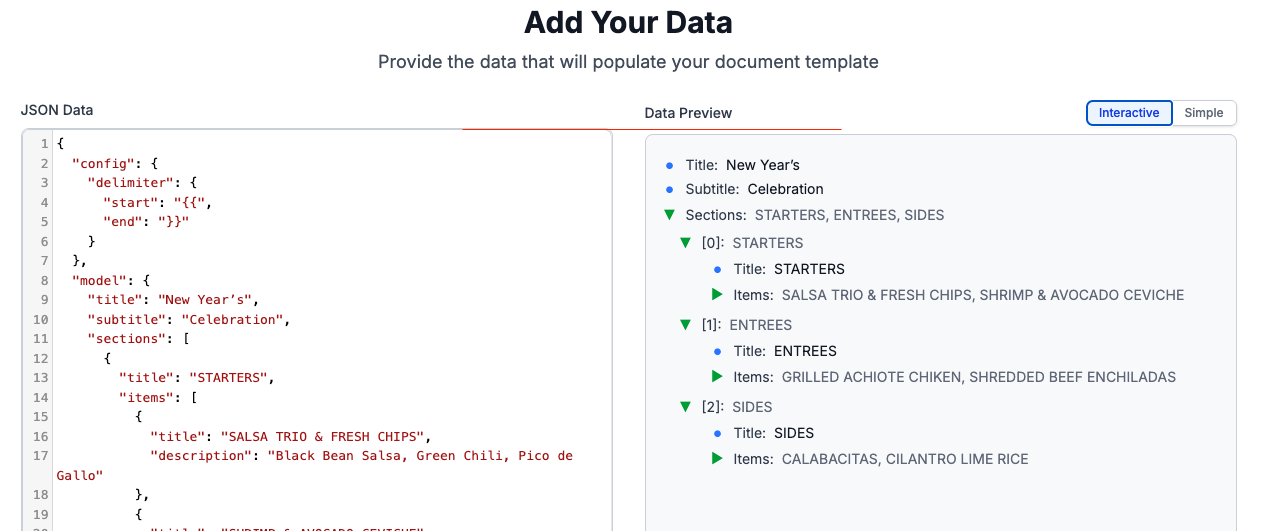 Add Your Data
Provide the data that will populate your document template
JSON Data
1 {
2 "config": {
3 "delimiter": {
4 "start": "{{",
5 "end": "}}"
6 }
7 },
8 "model": {
9 "title": "New Year’s",
10 "subtitle": "Celebration",
11 "sections": [
12 {
13 "title": "STARTERS",
14 "items": [
15 {
16 "title": "SALSA TRIO & FRESH CHIPS",
17 "description": "Black Bean Salsa, Green Chili, Pico de
Gallo"
18 },
19 {
20 "title": "SHRIMP & AVOCADO CEVICHE",
Data Preview
Interactive Simple
Title: New Year’s
Subtitle: Celebration
Sections: STARTERS, ENTREES, SIDES
[0]: STARTERS
Title: STARTERS
Items: SALSA TRIO & FRESH CHIPS, SHRIMP & AVOCADO CEVICHE
[1]: ENTREES
Title: ENTREES
Items: GRILLED ACHIOTE CHIKEN, SHREDDED BEEF ENCHILADAS
[2]: SIDES
Title: SIDES
Items: CALABACITAS, CILANTRO LIME RICE